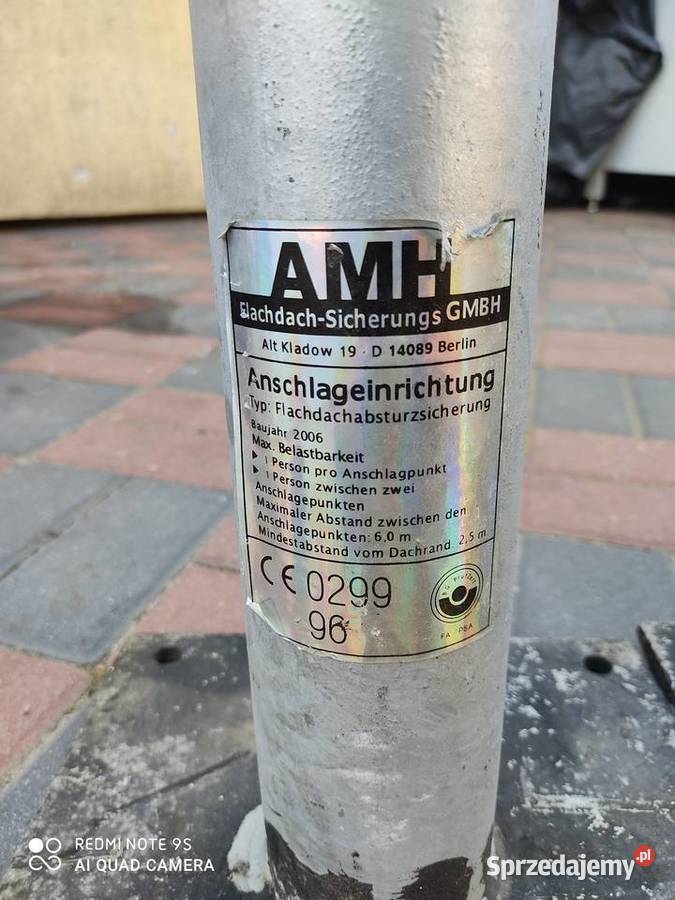 AMH
Flachdach-Sicherungs GMBH
Alt Kladow 19 · D 14089 Berlin
Anschlageinrichtung
Typ: Flachdachabsturzsicherung
Baujahr 2006
Max. Belastbarkeit
▶ 1 Person pro Anschlagpunkt
▶ 1 Person zwischen zwei
Anschlagepunkten
Maximaler Abstand zwischen den
Anschlagepunkten: 6,0 m
Mindestabstand vom Dachrand. 2,5 m
CE 0299
96
FA PSA
REDMI NOTE 9S
AI QUAD CAMERA
Sprzedajemy.pl